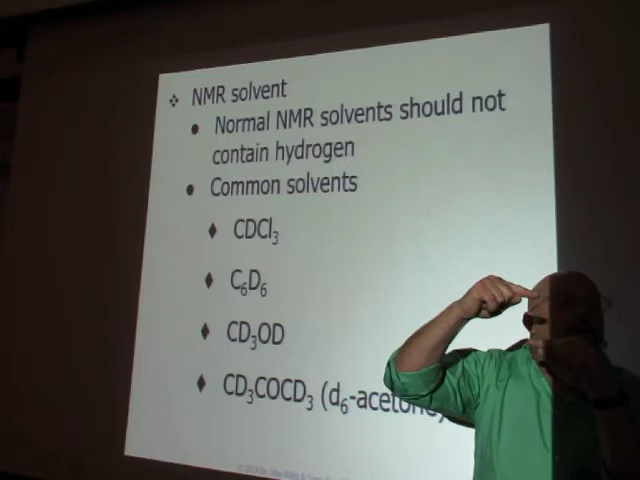 ❖ NMR solvent
● Normal NMR solvents should not
contain hydrogen
● Common solvents
♦ CDCl₃
♦ C₆D₆
♦ CD₃OD
♦ CD₃COCD₃ (d₆-acetone)